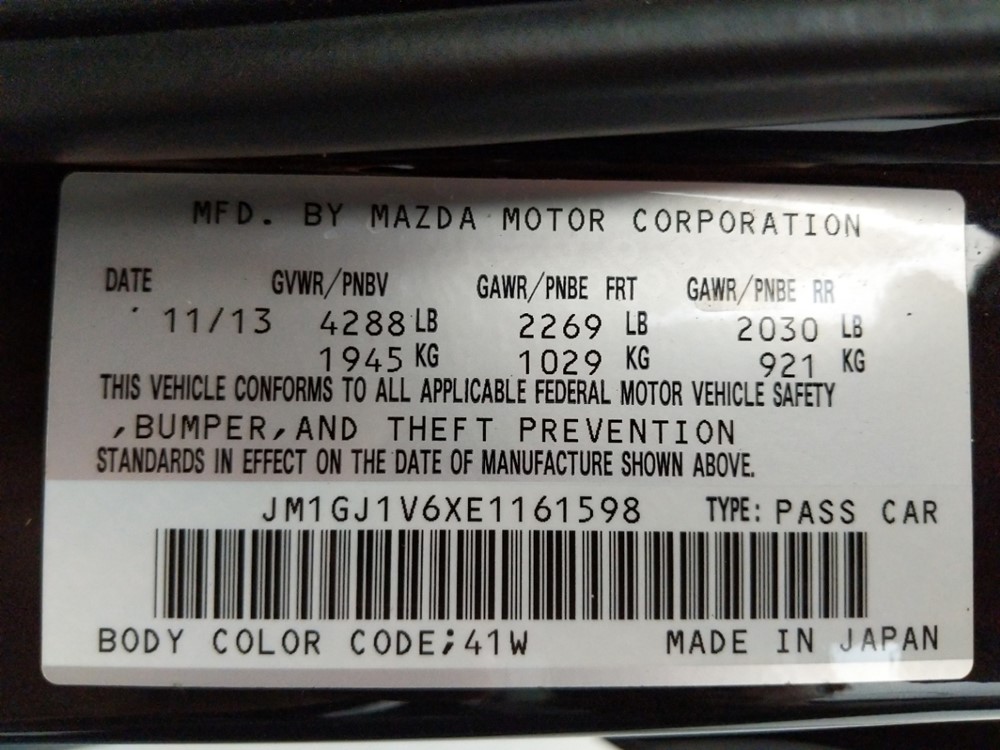 MFD. BY MAZDA MOTOR CORPORATION
DATE GVWR/PNBV GAWR/PNBE FRT GAWR/PNBE RR
11/13 4288 LB 2269 LB 2030 LB
1945 KG 1029 KG 921 KG
THIS VEHICLE CONFORMS TO ALL APPLICABLE FEDERAL MOTOR VEHICLE SAFETY
,BUMPER,AND THEFT PREVENTION
STANDARDS IN EFFECT ON THE DATE OF MANUFACTURE SHOWN ABOVE.
JM1GJ1V6XE1161598 TYPE: PASS CAR
BODY COLOR CODE;41W MADE IN JAPAN